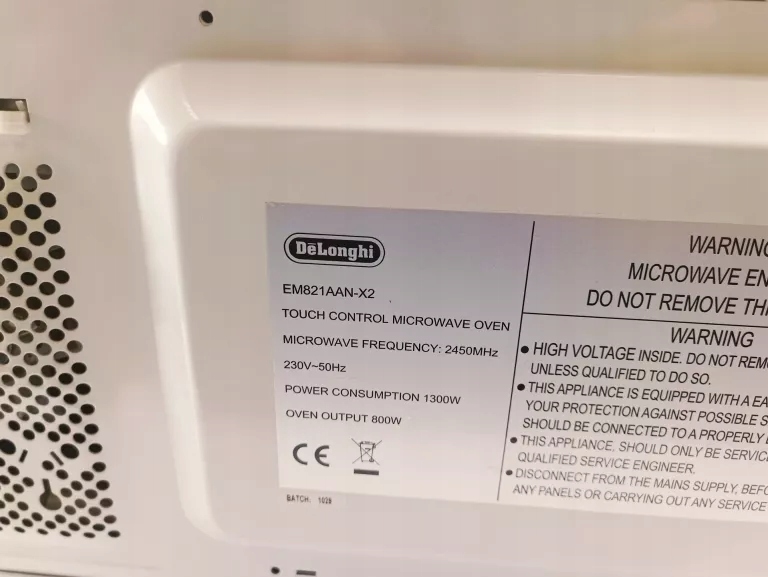 DeLonghi
EM821AAN-X2
TOUCH CONTROL MICROWAVE OVEN
MICROWAVE FREQUENCY: 2450MHz
230V~50Hz
POWER CONSUMPTION 1300W
OVEN OUTPUT 800W
CE
BATCH: 1028
WARNING
MICROWAVE EN
DO NOT REMOVE THI
WARNING
● HIGH VOLTAGE INSIDE. DO NOT REM
UNLESS QUALIFIED TO DO SO.
● THIS APPLIANCE IS EQUIPPED WITH A EA
YOUR PROTECTION AGAINST POSSIBLE S
SHOULD BE CONNECTED TO A PROPERLY
● THIS APPLIANCE, SHOULD ONLY BE SERVIC
QUALIFIED SERVICE ENGINEER.
● DISCONNECT FROM THE MAINS SUPPLY, BEFO
ANY PANELS OR CARRYING OUT ANY SERVICE